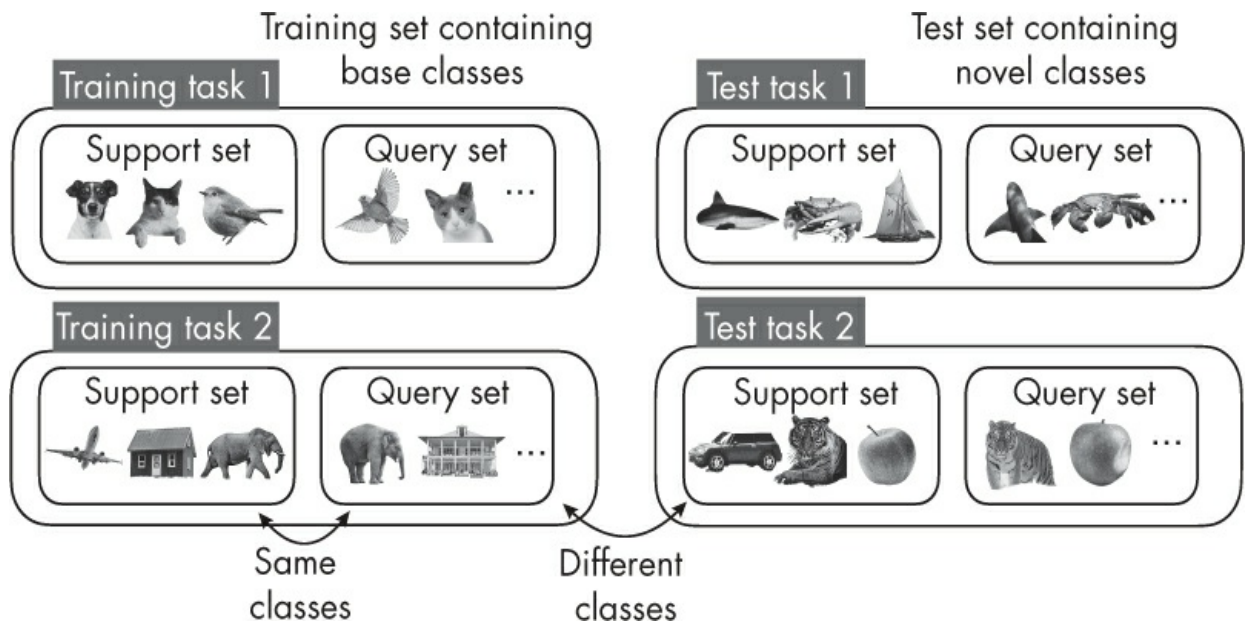 Training set containing
base classes
Training task 1
Support set
Query set
...
Training task 2
Support set
Query set
...
Same
classes
Different
classes
Test set containing
novel classes
Test task 1
Support set
Query set
...
Test task 2
Support set
Query set
...